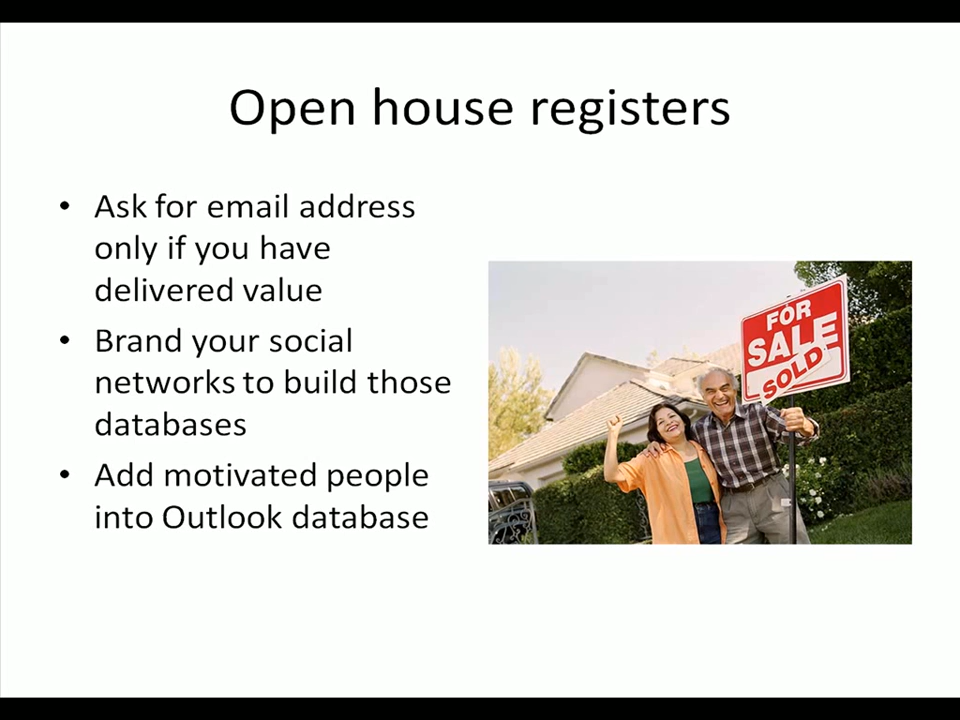 Open house registers
• Ask for email address
only if you have
delivered value
• Brand your social
networks to build those
databases
• Add motivated people
into Outlook database
FOR
SALE
SOLD